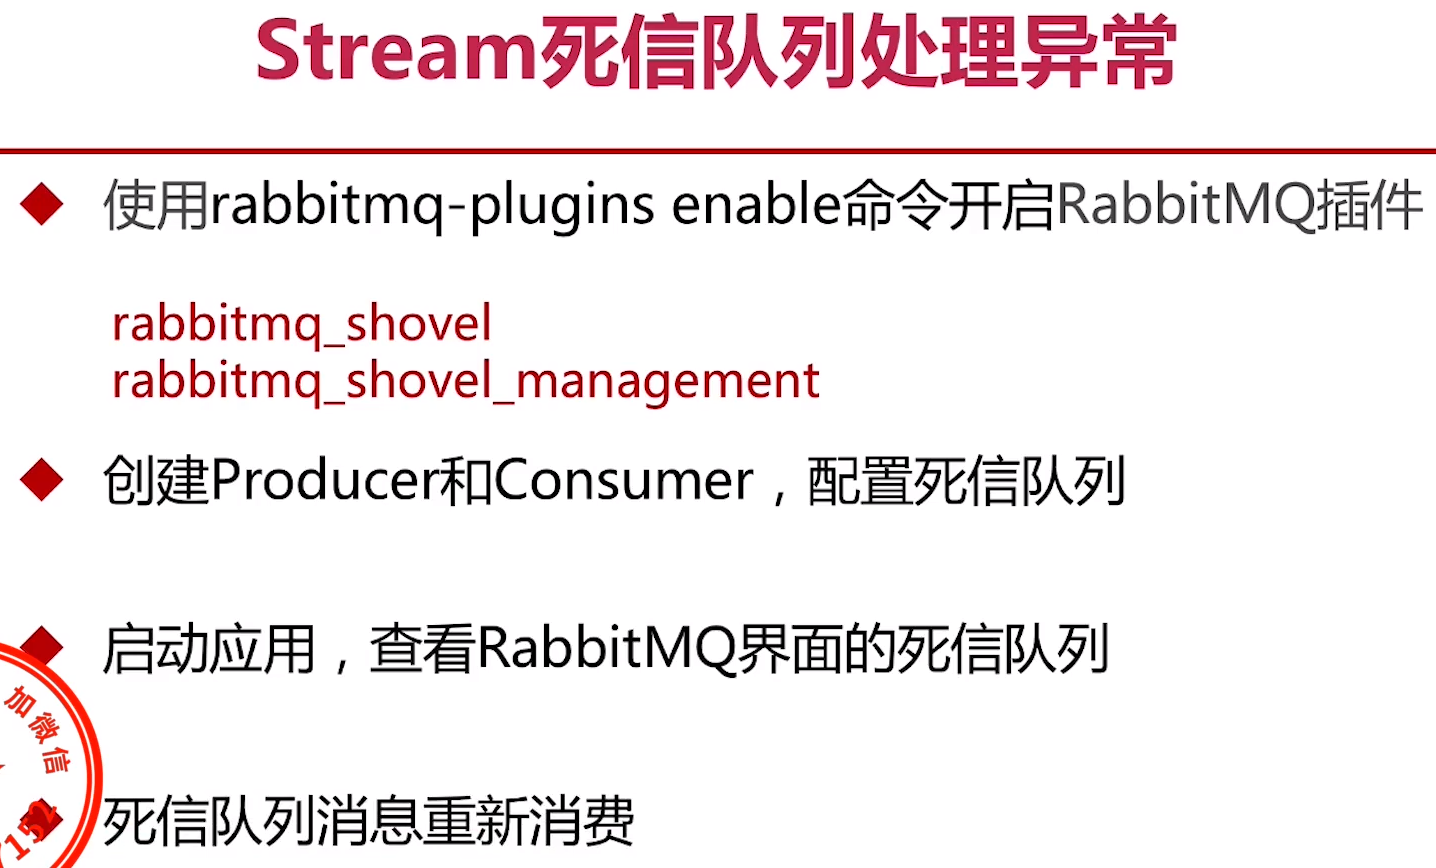 Stream死信队列处理异常
使用rabbitmq-plugins enable命令开启RabbitMQ插件
rabbitmq_shovel
rabbitmq_shovel_management
创建Producer和Consumer，配置死信队列
启动应用，查看RabbitMQ界面的死信队列
加微信
死信队列消息重新消费